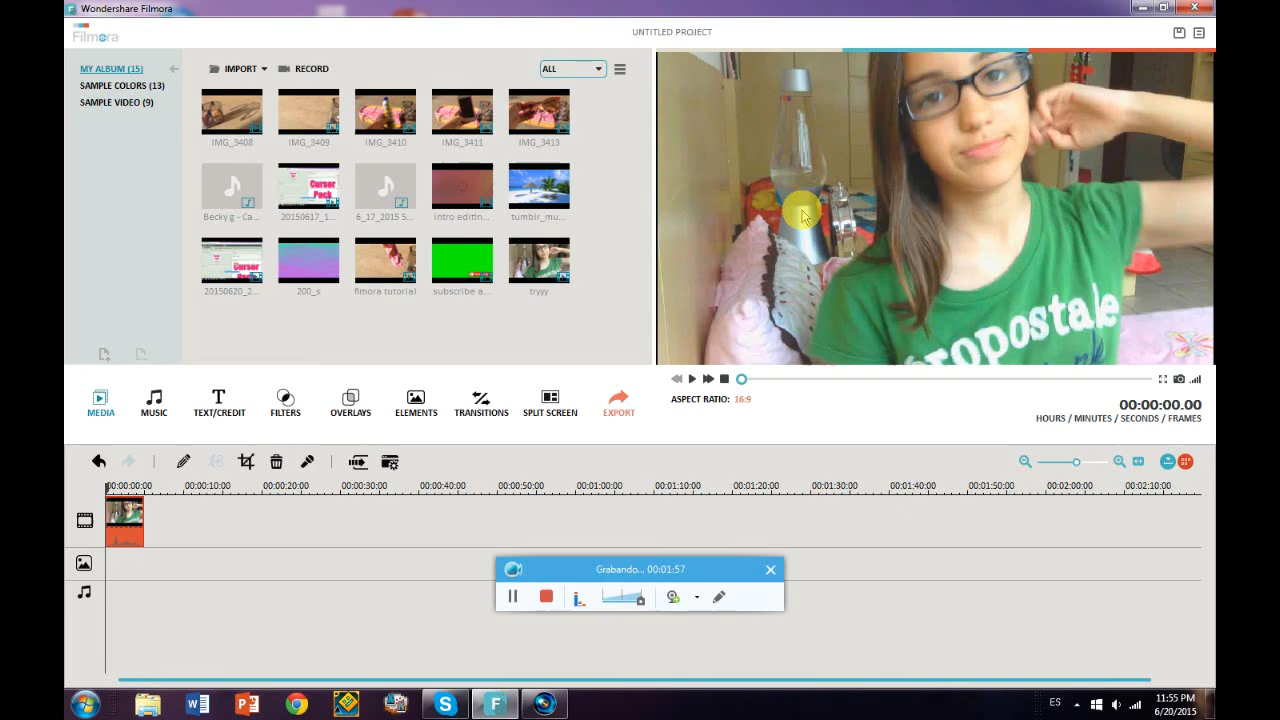 Wondershare Filmora
Filmora
UNTITLED PROJECT
MY ALBUM (15)
SAMPLE COLORS (13)
SAMPLE VIDEO (9)
IMPORT
RECORD
ALL
IMG_3408
IMG_3409
IMG_3410
IMG_3411
IMG_3413
Cursor
Pack
Becky g - Ca...
20150617_1...
6_17_2015 5...
intro editin...
tumblr_mu...
Cursor
Pack
20150620_2...
200_s
fimora tutorial
subscribe a...
tryyy
propostale
MEDIA
MUSIC
TEXT/CREDIT
FILTERS
OVERLAYS
ELEMENTS
TRANSITIONS
SPLIT SCREEN
EXPORT
ASPECT RATIO: 16:9
00:00:00.00
HOURS / MINUTES / SECONDS / FRAMES
00:00:00:00
00:00:10:00
00:00:20:00
00:00:30:00
00:00:40:00
00:00:50:00
00:01:00:00
00:01:10:00
00:01:20:00
00:01:30:00
00:01:40:00
00:01:50:00
00:02:00:00
00:02:10:00
Grabando... 00:01:57
ES
11:55 PM
6/20/2015